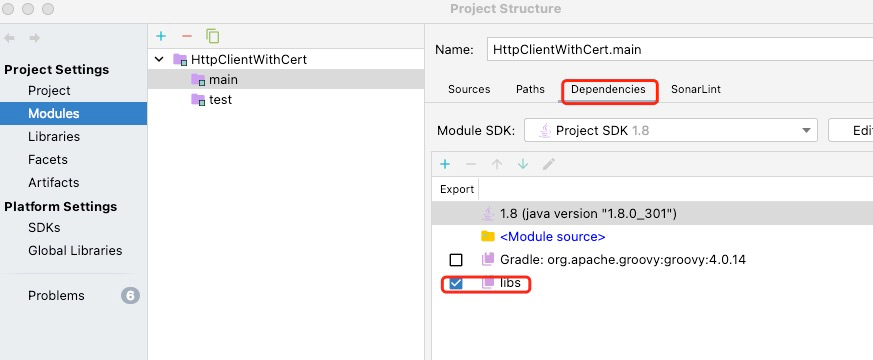 Project Structure
Project Settings
Project
Modules
Libraries
Facets
Artifacts
Platform Settings
SDKs
Global Libraries
Problems 6
HttpClientWithCert
main
test
Name: HttpClientWithCert.main
Sources Paths Dependencies SonarLint
Module SDK: Project SDK 1.8
Export
1.8 (java version "1.8.0_301")
<Module source>
Gradle: org.apache.groovy:groovy:4.0.14
libs